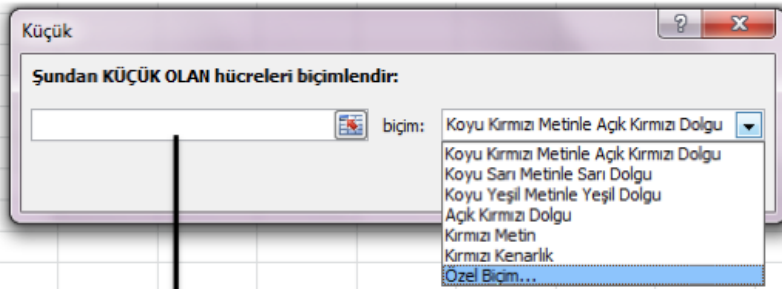 Küçük
Şundan KÜÇÜK OLAN hücreleri biçimlendir:
biçim: Koyu Kırmızı Metinle Açık Kırmızı Dolgu
Koyu Kırmızı Metinle Açık Kırmızı Dolgu
Koyu Sarı Metinle Sarı Dolgu
Koyu Yeşil Metinle Yeşil Dolgu
Açık Kırmızı Dolgu
Kırmızı Metin
Kırmızı Kenarlık
Özel Biçim...